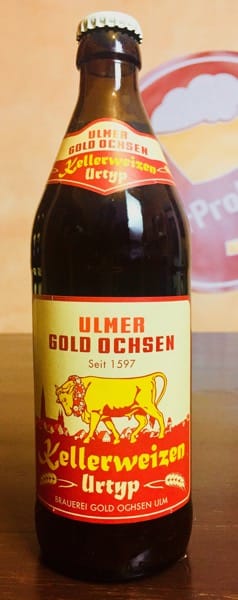 ULMER
GOLD OCHSEN
Kellerweizen
Urtyp
ULMER
GOLD OCHSEN
Seit 1597
Kellerweizen
Urtyp
BRAUEREI GOLD OCHSEN ULM